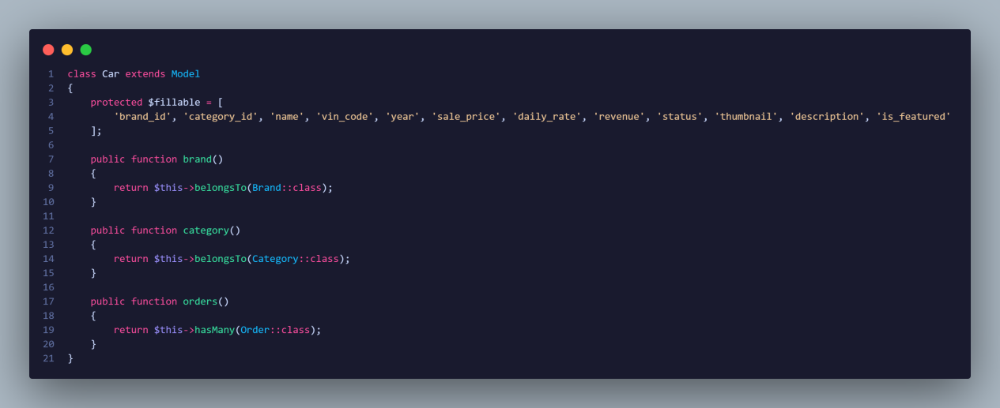 1 class Car extends Model
2 {
3     protected $fillable = [
4         'brand_id', 'category_id', 'name', 'vin_code', 'year', 'sale_price', 'daily_rate', 'revenue', 'status', 'thumbnail', 'description', 'is_featured'
5     ];
6
7     public function brand()
8     {
9         return $this->belongsTo(Brand::class);
10     }
11
12     public function category()
13     {
14         return $this->belongsTo(Category::class);
15     }
16
17     public function orders()
18     {
19         return $this->hasMany(Order::class);
20     }
21 }